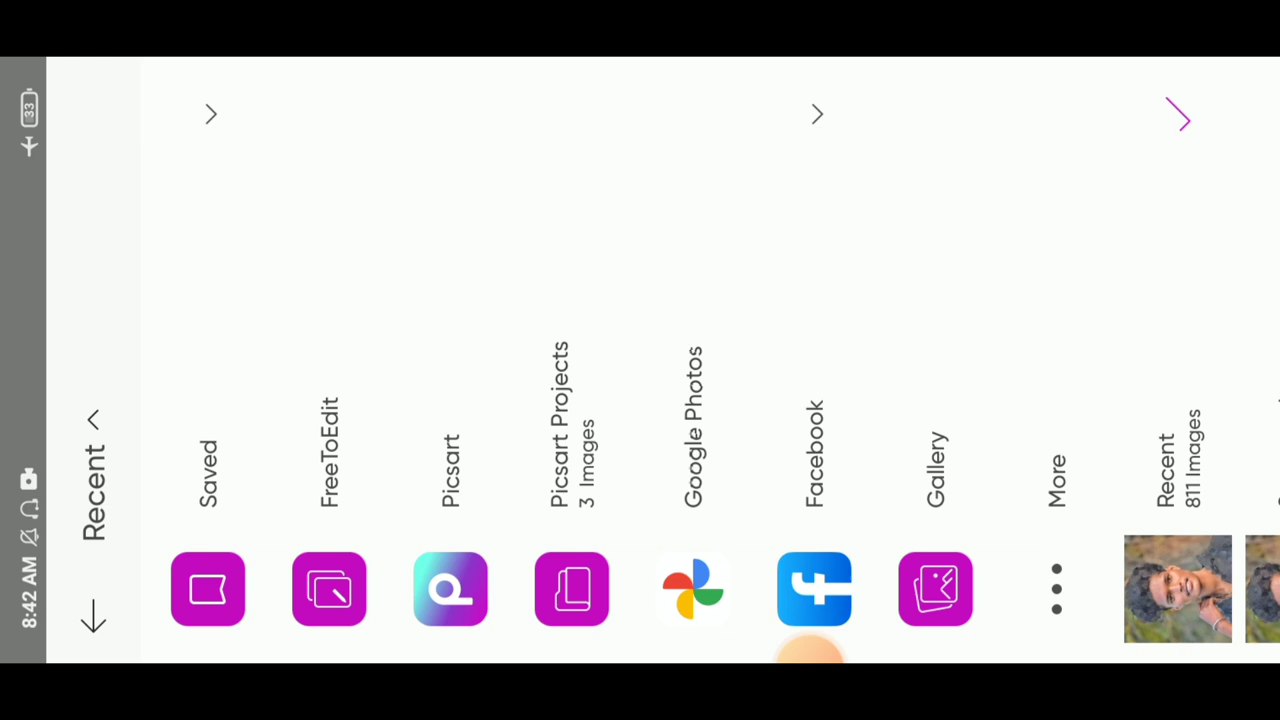 8:42 AM
33
Recent
Saved
FreeToEdit
Picsart
Picsart Projects
3 Images
Google Photos
Facebook
Gallery
More
Recent
811 Images